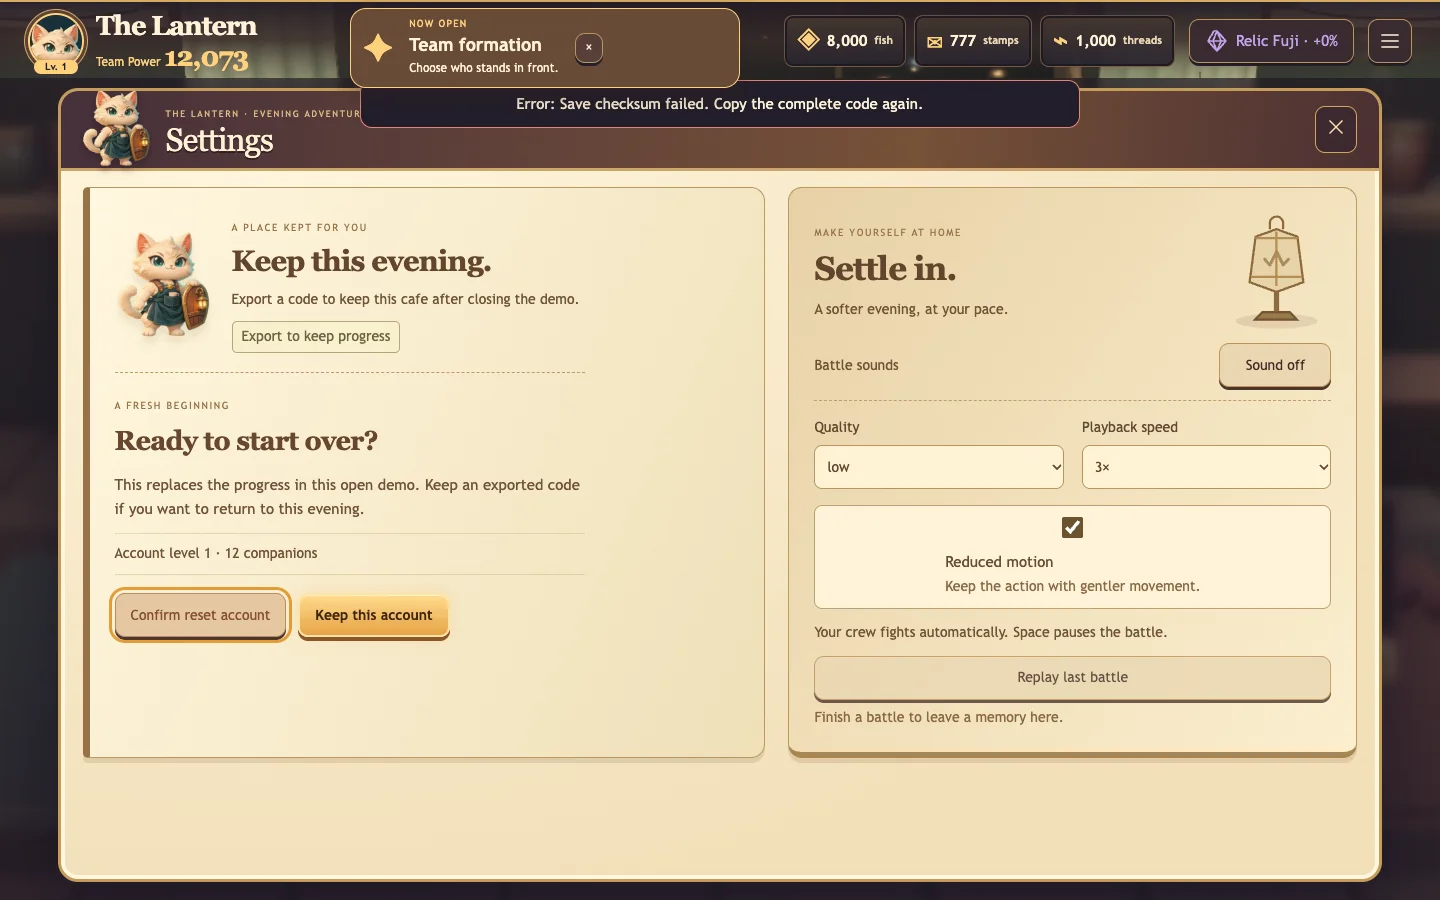 The Lantern
Lv. 1
Team Power 12,073
NOW OPEN
Team formation
Choose who stands in front.
×
8,000 fish
777 stamps
1,000 threads
Relic Fuji · +0%
Error: Save checksum failed. Copy the complete code again.
THE LANTERN · EVENING ADVENTUR
Settings
A PLACE KEPT FOR YOU
Keep this evening.
Export a code to keep this cafe after closing the demo.
Export to keep progress
A FRESH BEGINNING
Ready to start over?
This replaces the progress in this open demo. Keep an exported code
if you want to return to this evening.
Account level 1 · 12 companions
Confirm reset account
Keep this account
MAKE YOURSELF AT HOME
Settle in.
A softer evening, at your pace.
Battle sounds
Sound off
Quality
Playback speed
low
3×
Reduced motion
Keep the action with gentler movement.
Your crew fights automatically. Space pauses the battle.
Replay last battle
Finish a battle to leave a memory here.